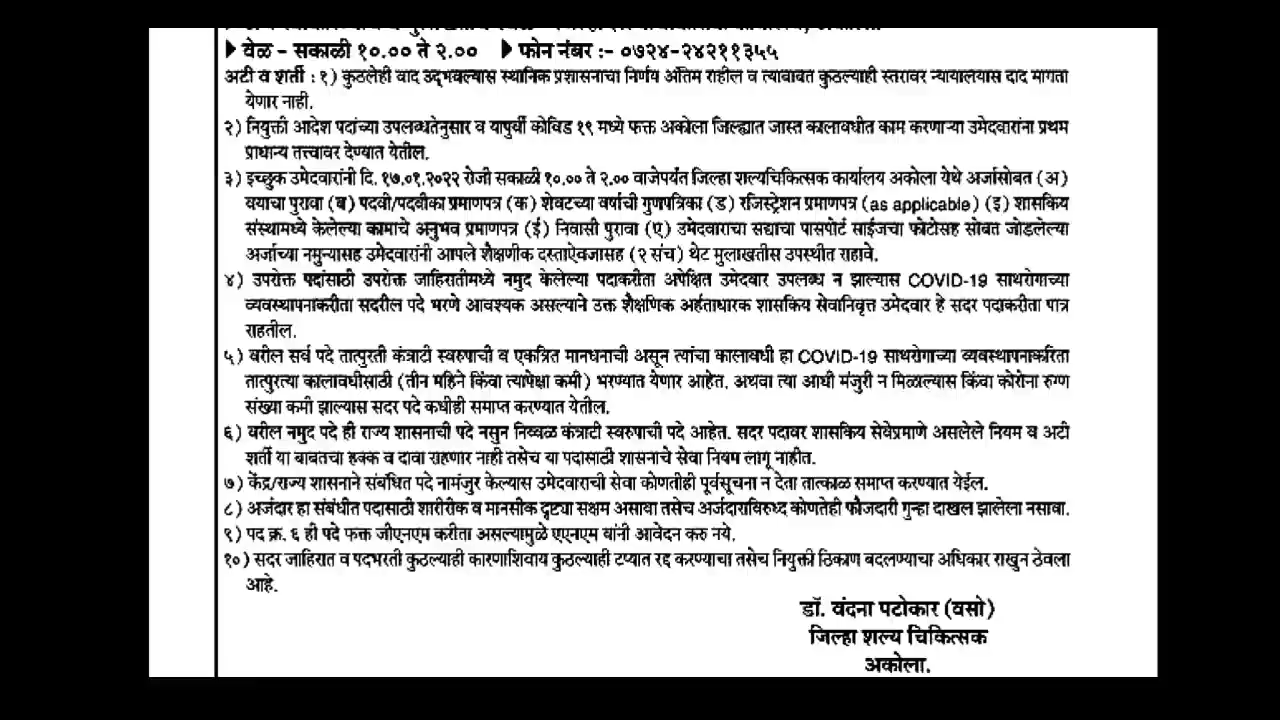 ▶ वेळ - सकाळी १०.०० ते २.०० ▶ फोन नंबर :- ०७२४-२४२११३५५
अटी व शर्ती : १) कुठलेही वाद उद्‌भवल्यास स्थानिक प्रशासनाचा निर्णय अंतिम राहील व त्याबाबत कुठल्याही स्तरावर न्यायालयास दाद मागता
येणार नाही.
२) नियुक्ती आदेश पदांच्या उपलब्धतेनुसार व यापुर्वी कोविड १९ मध्ये फक्त अकोला जिल्ह्यात जास्त कालावधीत काम करणाऱ्या उमेदवारांना प्रथम
प्राधान्य तत्त्वावर देण्यात येतील.
३) इच्छुक उमेदवारांनी दि. १७.०१.२०२२ रोजी सकाळी १०.०० ते २.०० वाजेपर्यंत जिल्हा शल्यचिकित्सक कार्यालय अकोला येथे अर्जासोबत (अ)
वयाचा पुरावा (ब) पदवी/पदवीका प्रमाणपत्र (क) शेवटच्या वर्षाची गुणपत्रिका (ड) रजिस्ट्रेशन प्रमाणपत्र (as applicable) (इ) शासकिय
संस्थामध्ये केलेल्या कामाचे अनुभव प्रमाणपत्र (ई) निवासी पुरावा (ए) उमेदवाराचा सद्याचा पासपोर्ट साईजचा फोटोसह सोबत जोडलेल्या
अर्जाच्या नमुन्यासह उमेदवारांनी आपले शैक्षणीक दस्ताऐवजासह (२ संच) थेट मुलाखतीस उपस्थीत राहावे.
४) उपरोक्त पदांसाठी उपरोक्त जाहिरातीमध्ये नमुद केलेल्या पदाकरीता अपेक्षित उमेदवार उपलब्ध न झाल्यास COVID-19 साथरोगाच्या
व्यवस्थापनाकरीता सदरील पदे भरणे आवश्यक असल्याने उक्त शैक्षणिक अर्हताधारक शासकिय सेवानिवृत्त उमेदवार हे सदर पदाकरीता पात्र
राहतील.
५) वरील सर्व पदे तात्पुरती कंत्राटी स्वरुपाची व एकत्रित मानधनाची असून त्यांचा कालावधी हा COVID-19 साथरोगाच्या व्यवस्थापनाकरिता
तात्पुरत्या कालावधीसाठी (तीन महिने किंवा त्यापेक्षा कमी) भरण्यात येणार आहेत. अथवा त्या आधी मंजुरी न मिळाल्यास किंवा कोरोना रुग्ण
संख्या कमी झाल्यास सदर पदे कधीही समाप्त करण्यात येतील.
६) वरील नमुद पदे ही राज्य शासनाची पदे नसुन निव्वळ कंत्राटी स्वरुपाची पदे आहेत. सदर पदावर शासकिय सेवेप्रमाणे असलेले नियम व अटी
शर्ती या बाबतचा हक्क व दावा राहणार नाही तसेच या पदासाठी शासनाचे सेवा नियम लागू नाहीत.
७) केंद्र/राज्य शासनाने संबंधित पदे नामंजुर केल्यास उमेदवाराची सेवा कोणतीही पूर्वसूचना न देता तात्काळ समाप्त करण्यात येईल.
८) अर्जदार हा संबंधीत पदासाठी शारीरीक व मानसीक दृष्ट्या सक्षम असावा तसेच अर्जदाराविरुध्द कोणतेही फौजदारी गुन्हा दाखल झालेला नसावा.
९) पद क्र. ६ ही पदे फक्त जीएनएम करीता असल्यामुळे एएनएम यांनी आवेदन करु नये.
१०) सदर जाहिरात व पदभरती कुठल्याही कारणाशिवाय कुठल्याही टप्यात रद्द करण्याचा तसेच नियुक्ती ठिकाण बदलण्याचा अधिकार राखुन ठेवला
आहे.
डॉ. वंदना पटोकार (वसो)
जिल्हा शल्य चिकित्सक
अकोला.